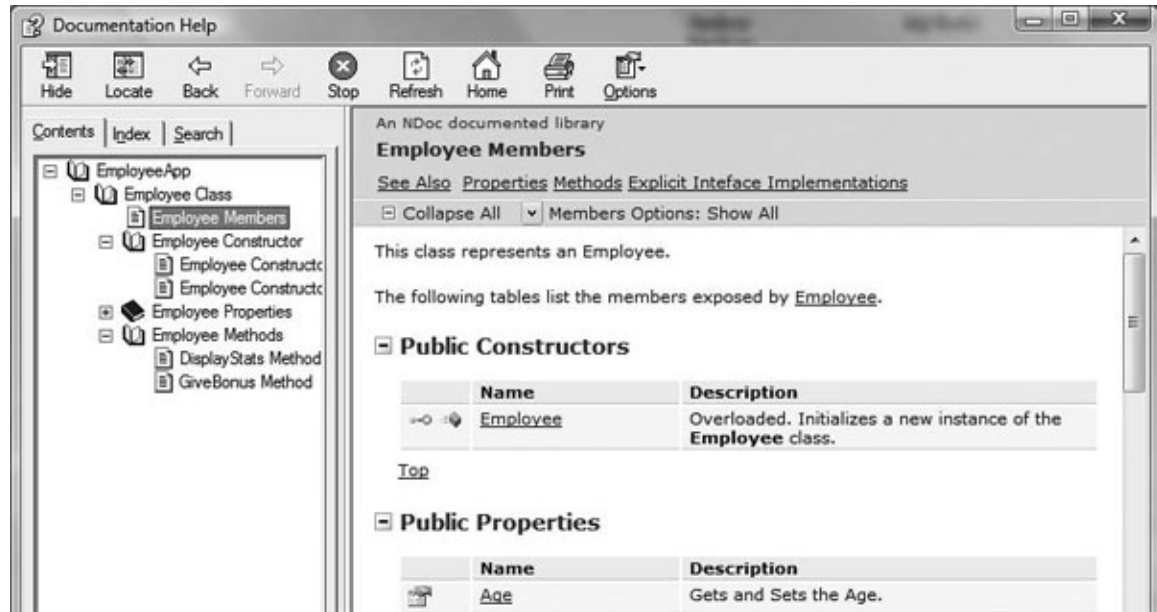 Documentation Help
Hide Locate Back Forward Stop Refresh Home Print Options
Contents Index Search
EmployeeApp
Employee Class
Employee Members
Employee Constructor
Employee Constructo
Employee Constructo
Employee Properties
Employee Methods
DisplayStats Method
GiveBonus Method
An NDoc documented library
Employee Members
See Also Properties Methods Explicit Inteface Implementations
Collapse All Members Options: Show All
This class represents an Employee.
The following tables list the members exposed by Employee.
Public Constructors
Name Description
Employee Overloaded. Initializes a new instance of the
Employee class.
Top
Public Properties
Name Description
Age Gets and Sets the Age.